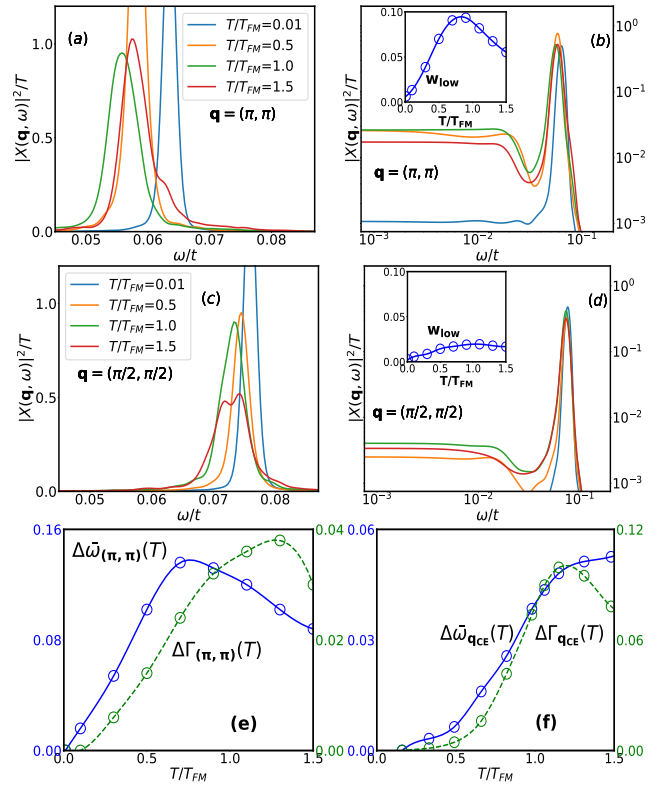 (a)
T/T_FM=0.01
T/T_FM=0.5
T/T_FM=1.0
T/T_FM=1.5
q = (π, π)
|X(q, ω)|²/T
1.0
0.5
0.0
0.05 0.06 0.07 0.08
ω/t
(b)
0.10
0.05
0.00
w_low
0.0 0.5 1.0 1.5
T/T_FM
q = (π, π)
|X(q, ω)|²/T
10⁰
10⁻¹
10⁻²
10⁻³
10⁻³ 10⁻² 10⁻¹
ω/t
(c)
T/T_FM=0.01
T/T_FM=0.5
T/T_FM=1.0
T/T_FM=1.5
q = (π/2, π/2)
|X(q, ω)|²/T
1.0
0.5
0.0
0.05 0.06 0.07 0.08
ω/t
(d)
0.10
0.05
0.00
w_low
0.0 0.5 1.0 1.5
T/T_FM
q = (π/2, π/2)
|X(q, ω)|²/T
10⁰
10⁻¹
10⁻²
10⁻³
10⁻³ 10⁻² 10⁻¹
ω/t
0.16
0.08
0.00
Δω̄_(π, π)(T)
ΔΓ_(π, π)(T)
(e)
0.04
0.02
0.00
0.0 0.5 1.0 1.5
T/T_FM
0.06
0.03
0.00
Δω̄_qCE(T)
ΔΓ_qCE(T)
(f)
0.12
0.06
0.00
0.0 0.5 1.0 1.5
T/T_FM